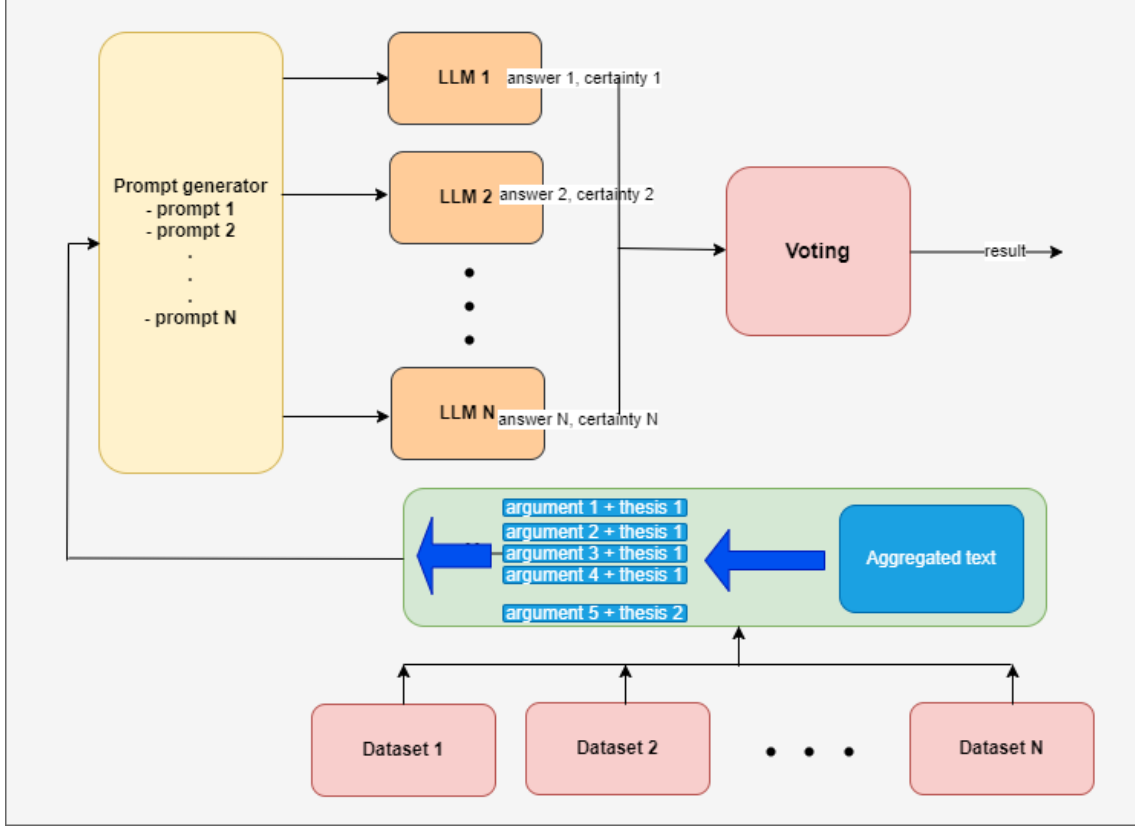 LLM 1
answer 1, certainty 1
Prompt generator
- prompt 1
- prompt 2
.
.
.
- prompt N
LLM 2
answer 2, certainty 2
Voting
result
LLM N
answer N, certainty N
argument 1 + thesis 1
argument 2 + thesis 1
argument 3 + thesis 1
argument 4 + thesis 1
argument 5 + thesis 2
Aggregated text
Dataset 1
Dataset 2
Dataset N